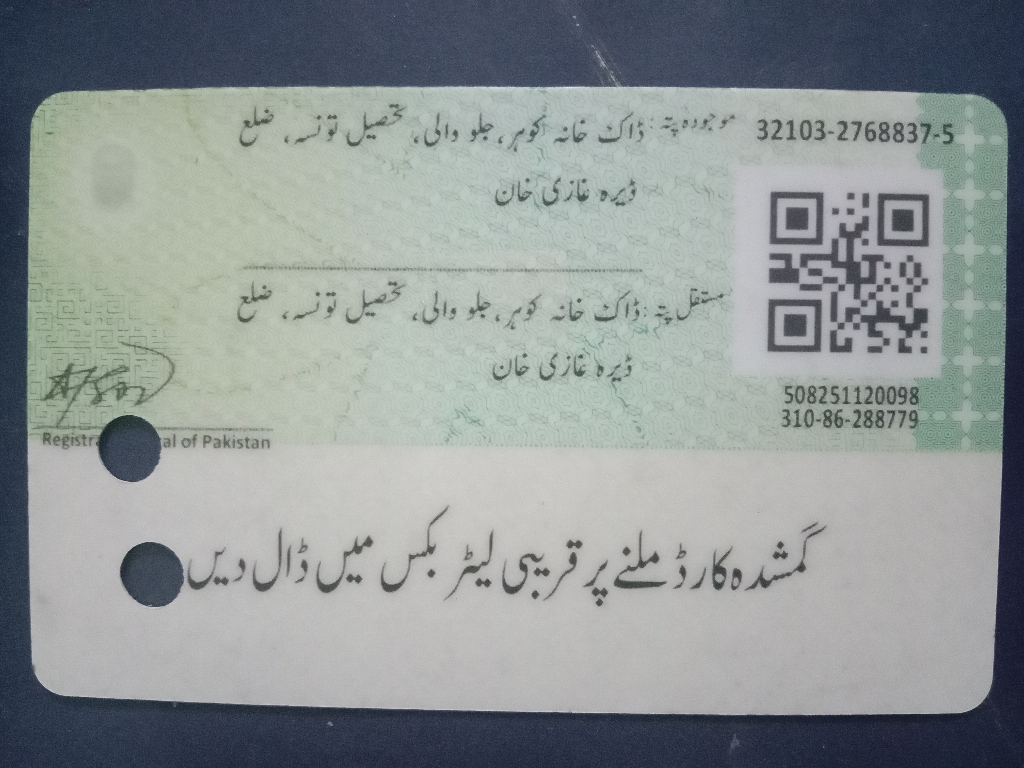 32103-2768837-5
موجودہ پتہ: ڈاک خانہ کوہر، جلو والی، تحصیل تونسہ، ضلع
ڈیرہ غازی خان
مستقل پتہ: ڈاک خانہ کوہر، جلو والی، تحصیل تونسہ، ضلع
ڈیرہ غازی خان
508251120098
310-86-288779
Registra al of Pakistan
گمشدہ کارڈ ملنے پر قریبی لیٹر بکس میں ڈال دیں